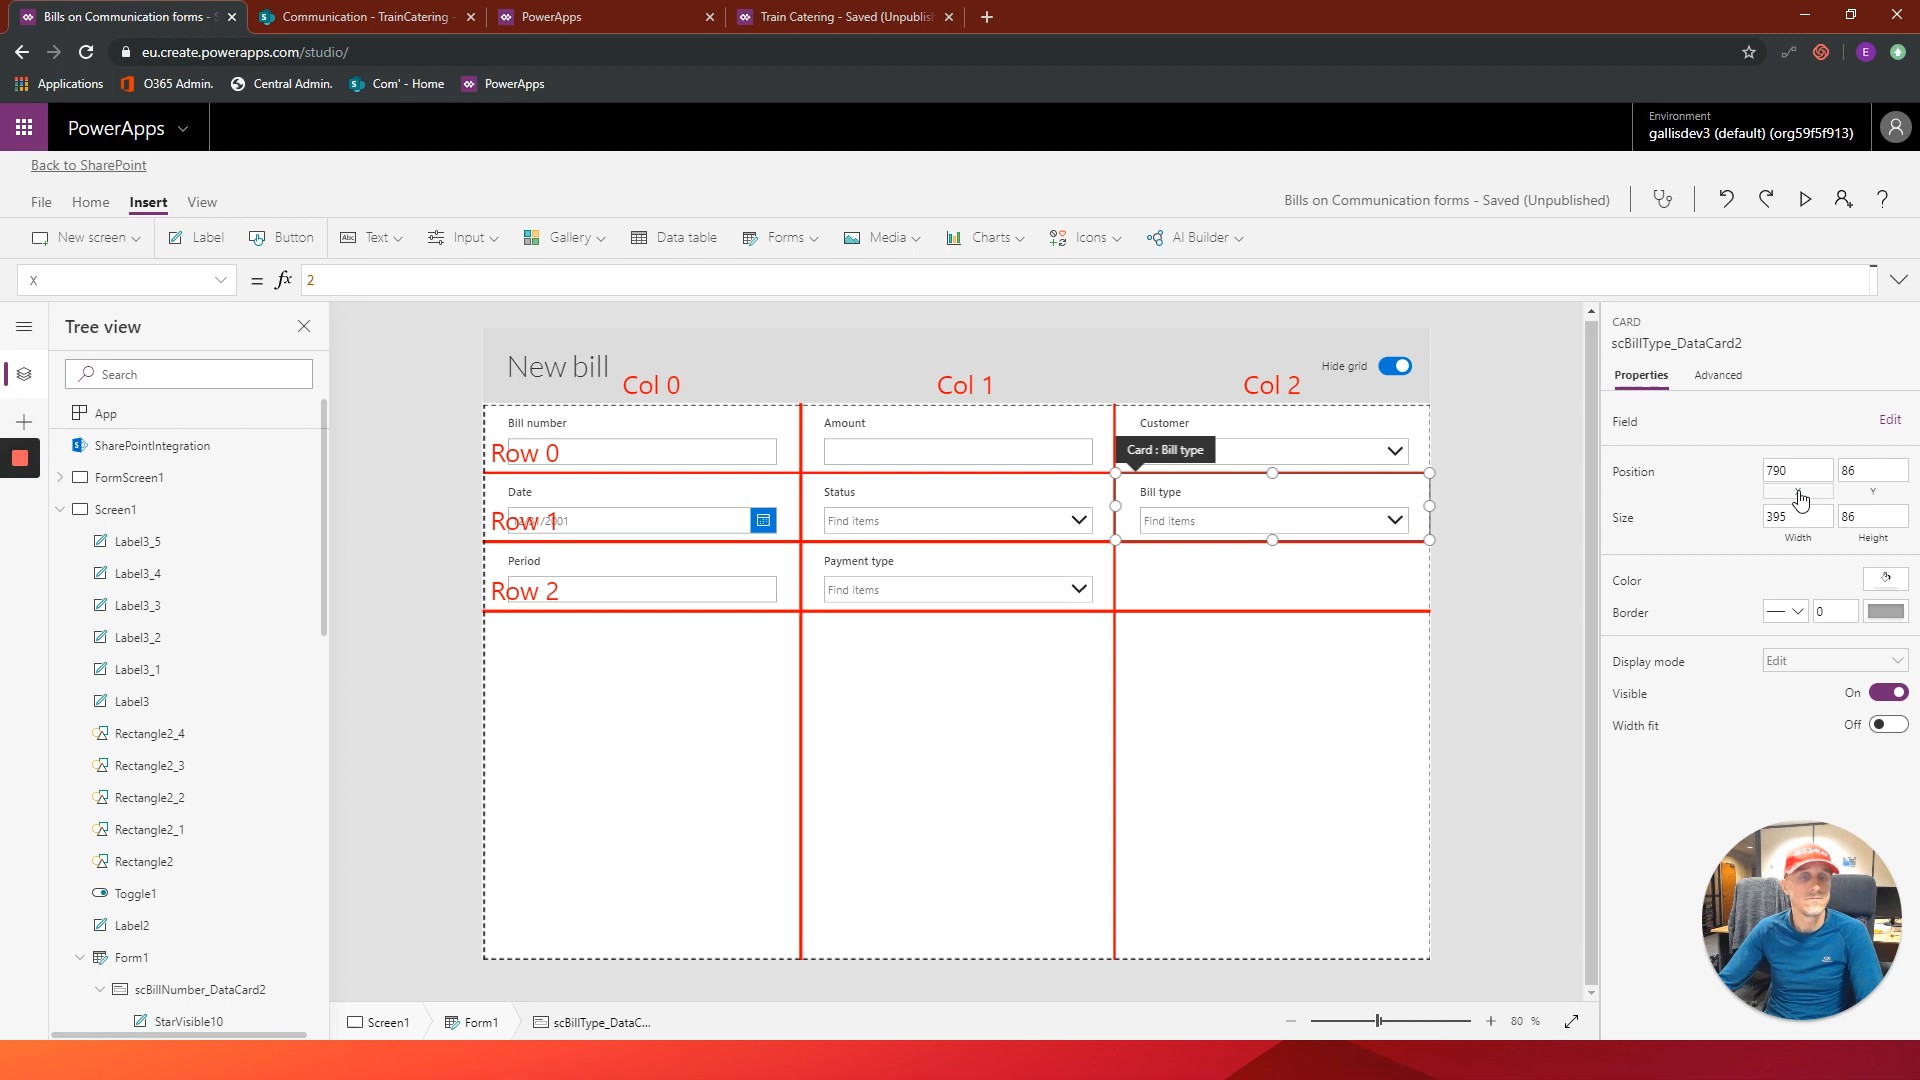 Bills on Communication forms - S
Communication - TrainCatering -
PowerApps
Train Catering - Saved (Unpublis
eu.create.powerapps.com/studio/
E
Applications
O365 Admin.
Central Admin.
Com' - Home
PowerApps
PowerApps
Environment
gallisdev3 (default) (org59f5f913)
Back to SharePoint
File
Home
Insert
View
Bills on Communication forms - Saved (Unpublished)
New screen
Label
Button
Abc
Text
Input
Gallery
Data table
Forms
Media
Charts
Icons
AI Builder
X
=
fx
2
Tree view
Search
App
SharePointIntegration
FormScreen1
Screen1
Label3_5
Label3_4
Label3_3
Label3_2
Label3_1
Label3
Rectangle2_4
Rectangle2_3
Rectangle2_2
Rectangle2_1
Rectangle2
Toggle1
Label2
Form1
scBillNumber_DataCard2
StarVisible10
New bill
Hide grid
Col 0
Col 1
Col 2
Bill number
Amount
Customer
Row 0
Card : Bill type
Date
Status
Bill type
Row 1
Find items
Find items
Period
Payment type
Row 2
Find items
Screen1
Form1
scBillType_DataC...
80 %
CARD
scBillType_DataCard2
Properties
Advanced
Field
Edit
Position
790
86
Y
Size
395
86
Width
Height
Color
Border
0
Display mode
Edit
Visible
On
Width fit
Off